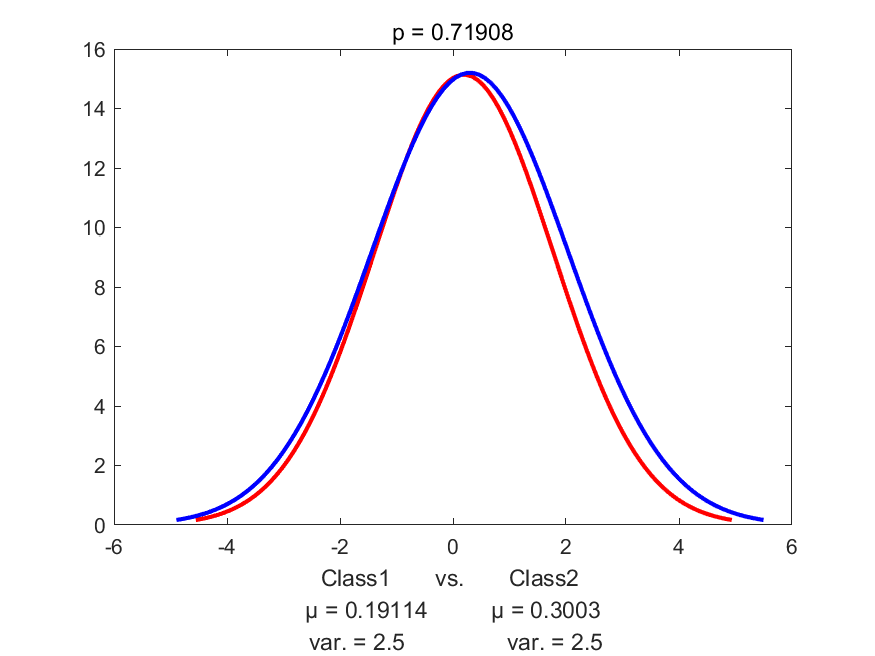 p = 0.71908
16
14
12
10
8
6
4
2
0
-6 -4 -2 0 2 4 6
Class1 vs. Class2
μ = 0.19114 μ = 0.3003
var. = 2.5 var. = 2.5